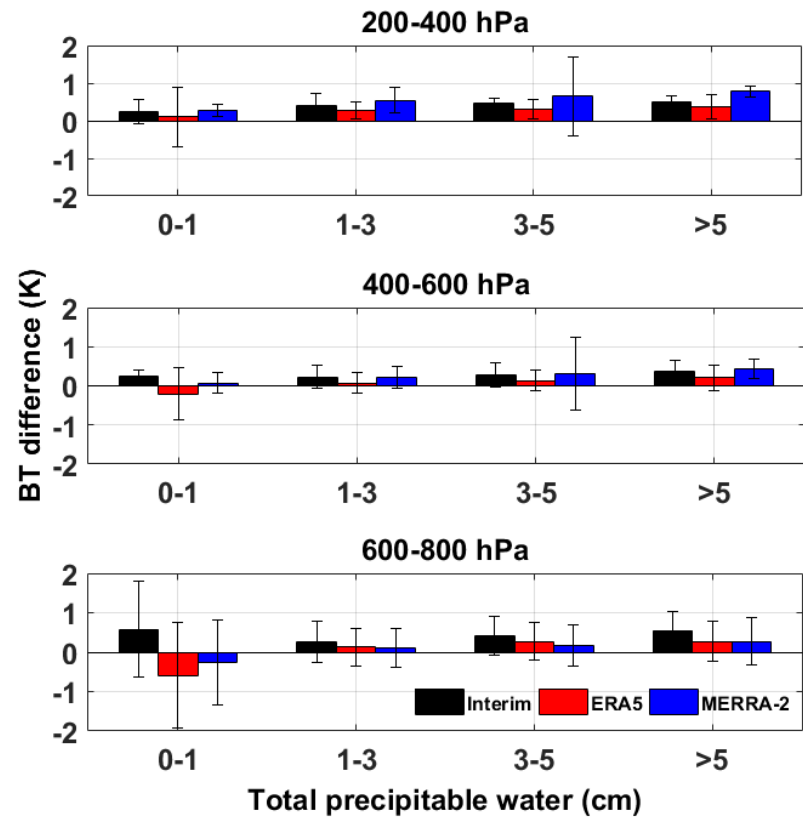 200-400 hPa
2
1
0
-1
-2
0-1 1-3 3-5 >5
BT difference (K)
400-600 hPa
2
1
0
-1
-2
0-1 1-3 3-5 >5
600-800 hPa
2
1
0
-1
-2
Interim ERA5 MERRA-2
0-1 1-3 3-5 >5
Total precipitable water (cm)